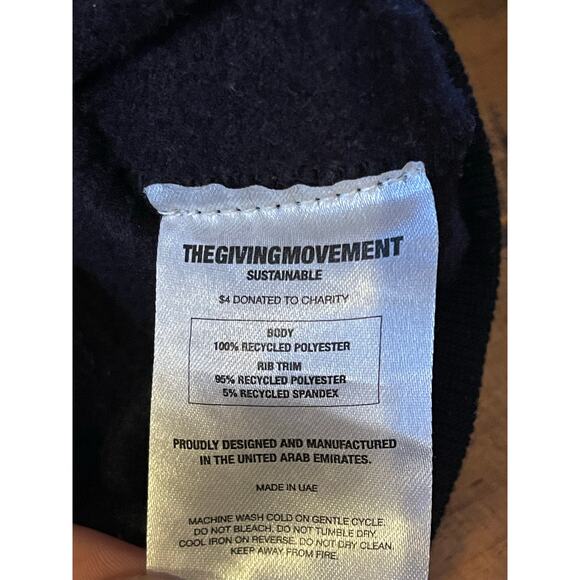 THEGIVINGMOVEMENT
SUSTAINABLE
$4 DONATED TO CHARITY
BODY
100% RECYCLED POLYESTER
RIB TRIM
95% RECYCLED POLYESTER
5% RECYCLED SPANDEX
PROUDLY DESIGNED AND MANUFACTURED
IN THE UNITED ARAB EMIRATES.
MADE IN UAE
MACHINE WASH COLD ON GENTLE CYCLE.
DO NOT BLEACH. DO NOT TUMBLE DRY.
COOL IRON ON REVERSE. DO NOT DRY CLEAN.
KEEP AWAY FROM FIRE.